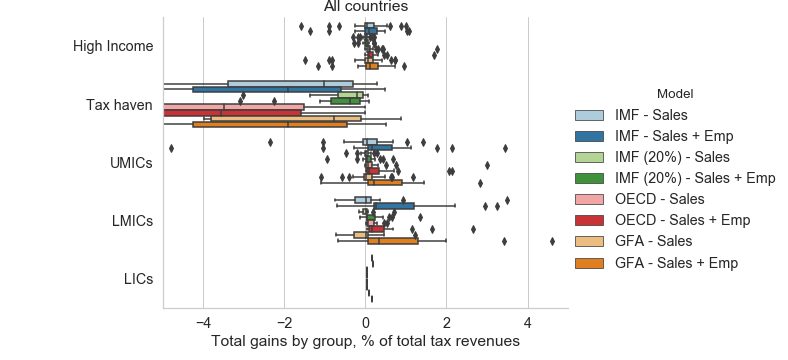 All countries
High Income
Tax haven
UMICs
LMICs
LICs
−4 −2 0 2 4
Total gains by group, % of total tax revenues
Model
IMF - Sales
IMF - Sales + Emp
IMF (20%) - Sales
IMF (20%) - Sales + Emp
OECD - Sales
OECD - Sales + Emp
GFA - Sales
GFA - Sales + Emp